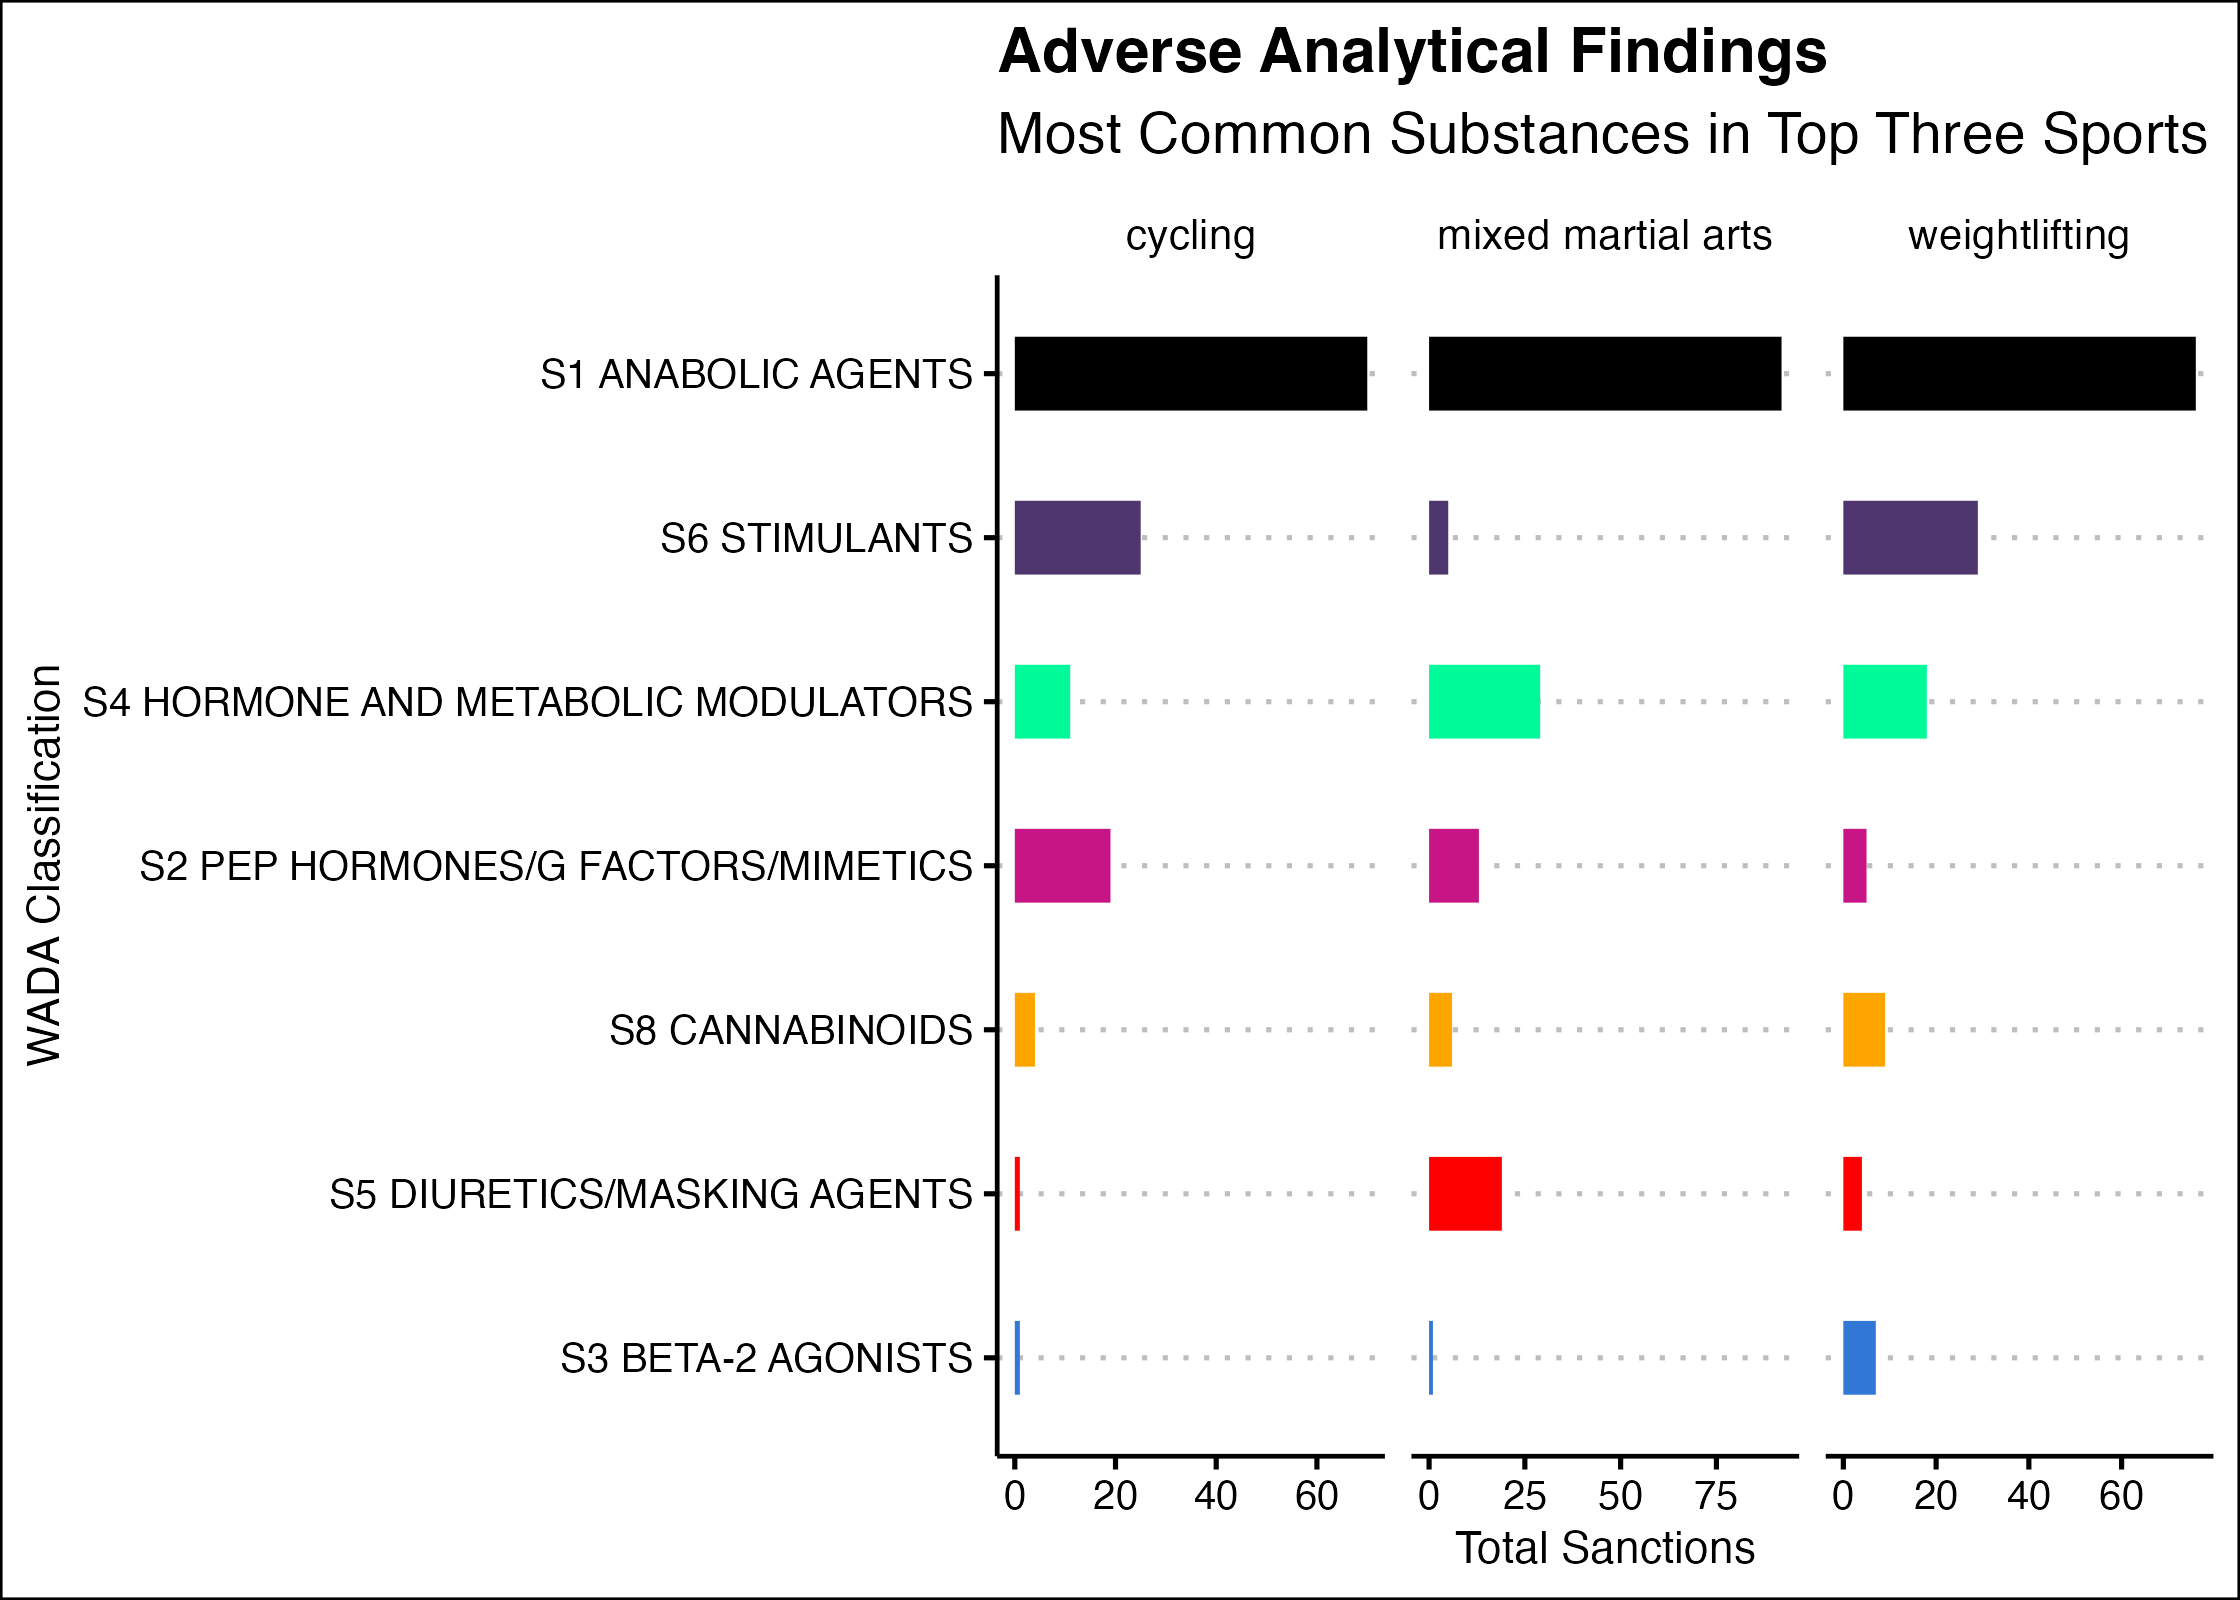 Adverse Analytical Findings
Most Common Substances in Top Three Sports
cycling mixed martial arts weightlifting
WADA Classification
S1 ANABOLIC AGENTS
S6 STIMULANTS
S4 HORMONE AND METABOLIC MODULATORS
S2 PEP HORMONES/G FACTORS/MIMETICS
S8 CANNABINOIDS
S5 DIURETICS/MASKING AGENTS
S3 BETA-2 AGONISTS
0 20 40 60 0 25 50 75 0 20 40 60
Total Sanctions